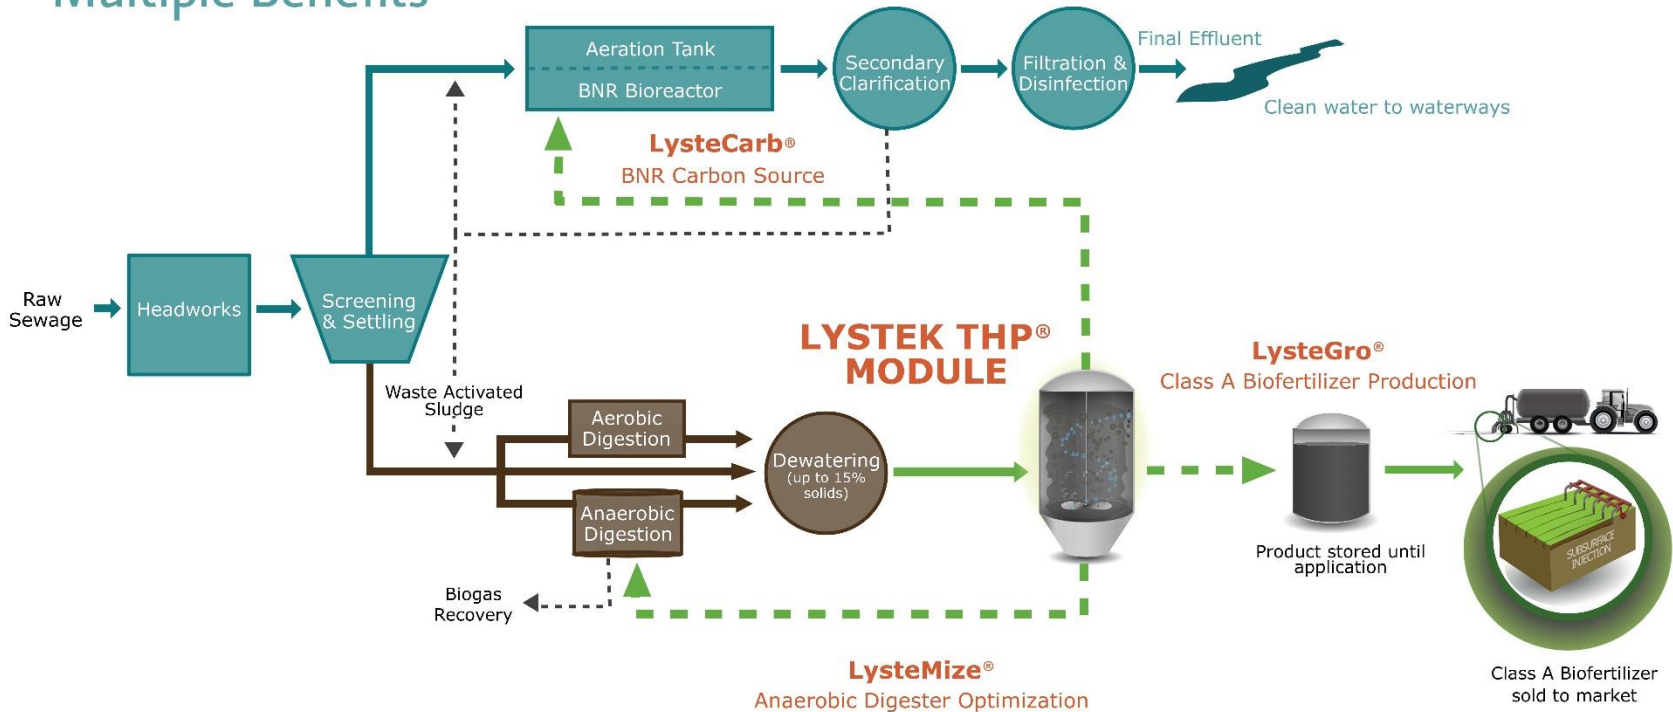 Multiple Benefits
Aeration Tank
BNR Bioreactor
Secondary
Clarification
Filtration &
Disinfection
Final Effluent
Clean water to waterways
LysteCarb®
BNR Carbon Source
Raw
Sewage
Headworks
Screening
& Settling
Waste Activated
Sludge
Aerobic
Digestion
Anaerobic
Digestion
Dewatering
(up to 15%
solids)
LYSTEK THP®
MODULE
LysteGro®
Class A Biofertilizer Production
Product stored until
application
SUBSURFACE
INJECTION
Biogas
Recovery
LysteMize®
Anaerobic Digester Optimization
Class A Biofertilizer
sold to market